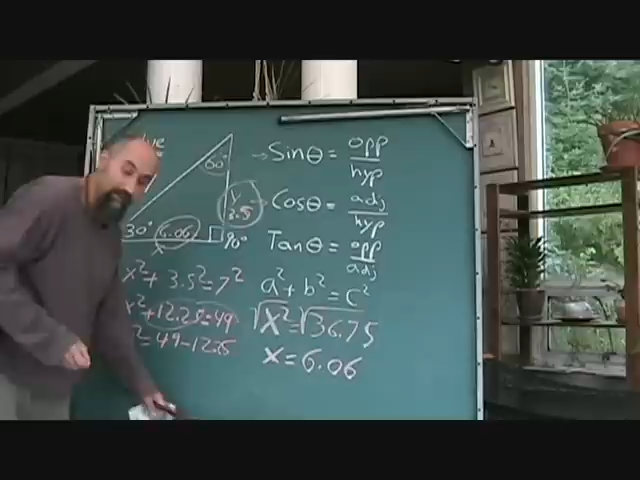 60°
Sinθ = opp/hyp
y
3.5
Cosθ = adj/hyp
30° 6.06 90°
x
Tanθ = opp/adj
x² + 3.5² = 7²
a² + b² = c²
x² + 12.25 = 49
√x² = √36.75
² = 49 - 12.25
x = 6.06